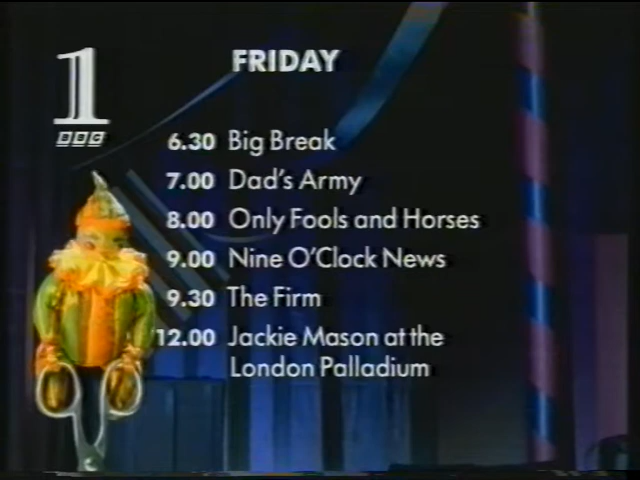 1
BBC
FRIDAY
6.30 Big Break
7.00 Dad's Army
8.00 Only Fools and Horses
9.00 Nine O'Clock News
9.30 The Firm
12.00 Jackie Mason at the
London Palladium